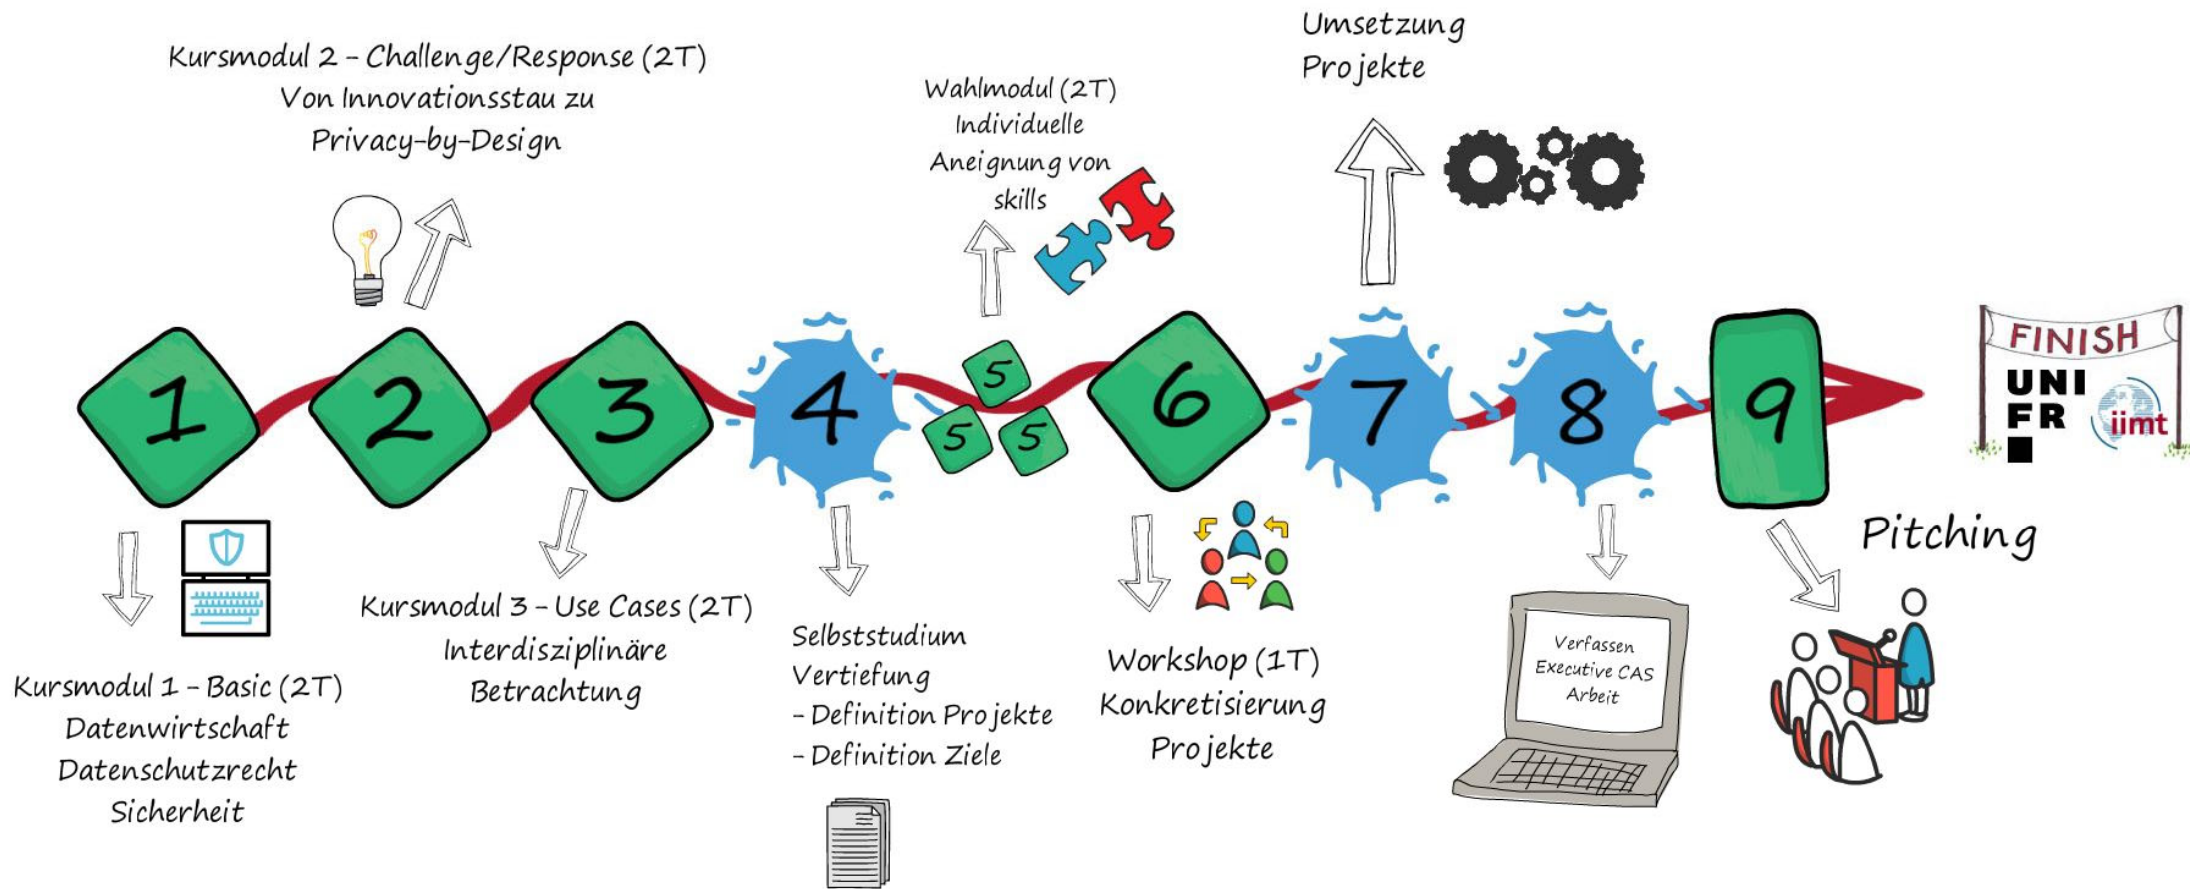 Kursmodul 2 - Challenge/Response (2T)
Von Innovationsstau zu
Privacy-by-Design
Wahlmodul (2T)
Individuelle
Aneignung von
skills
Umsetzung
Projekte
1
2
3
4
5
5
5
6
7
8
9
FINISH
UNI
FR
iimt
Kursmodul 1 - Basic (2T)
Datenwirtschaft
Datenschutzrecht
Sicherheit
Kursmodul 3 - Use Cases (2T)
Interdisziplinäre
Betrachtung
Selbststudium
Vertiefung
- Definition Projekte
- Definition Ziele
Workshop (1T)
Konkretisierung
Projekte
Verfassen
Executive CAS
Arbeit
Pitching